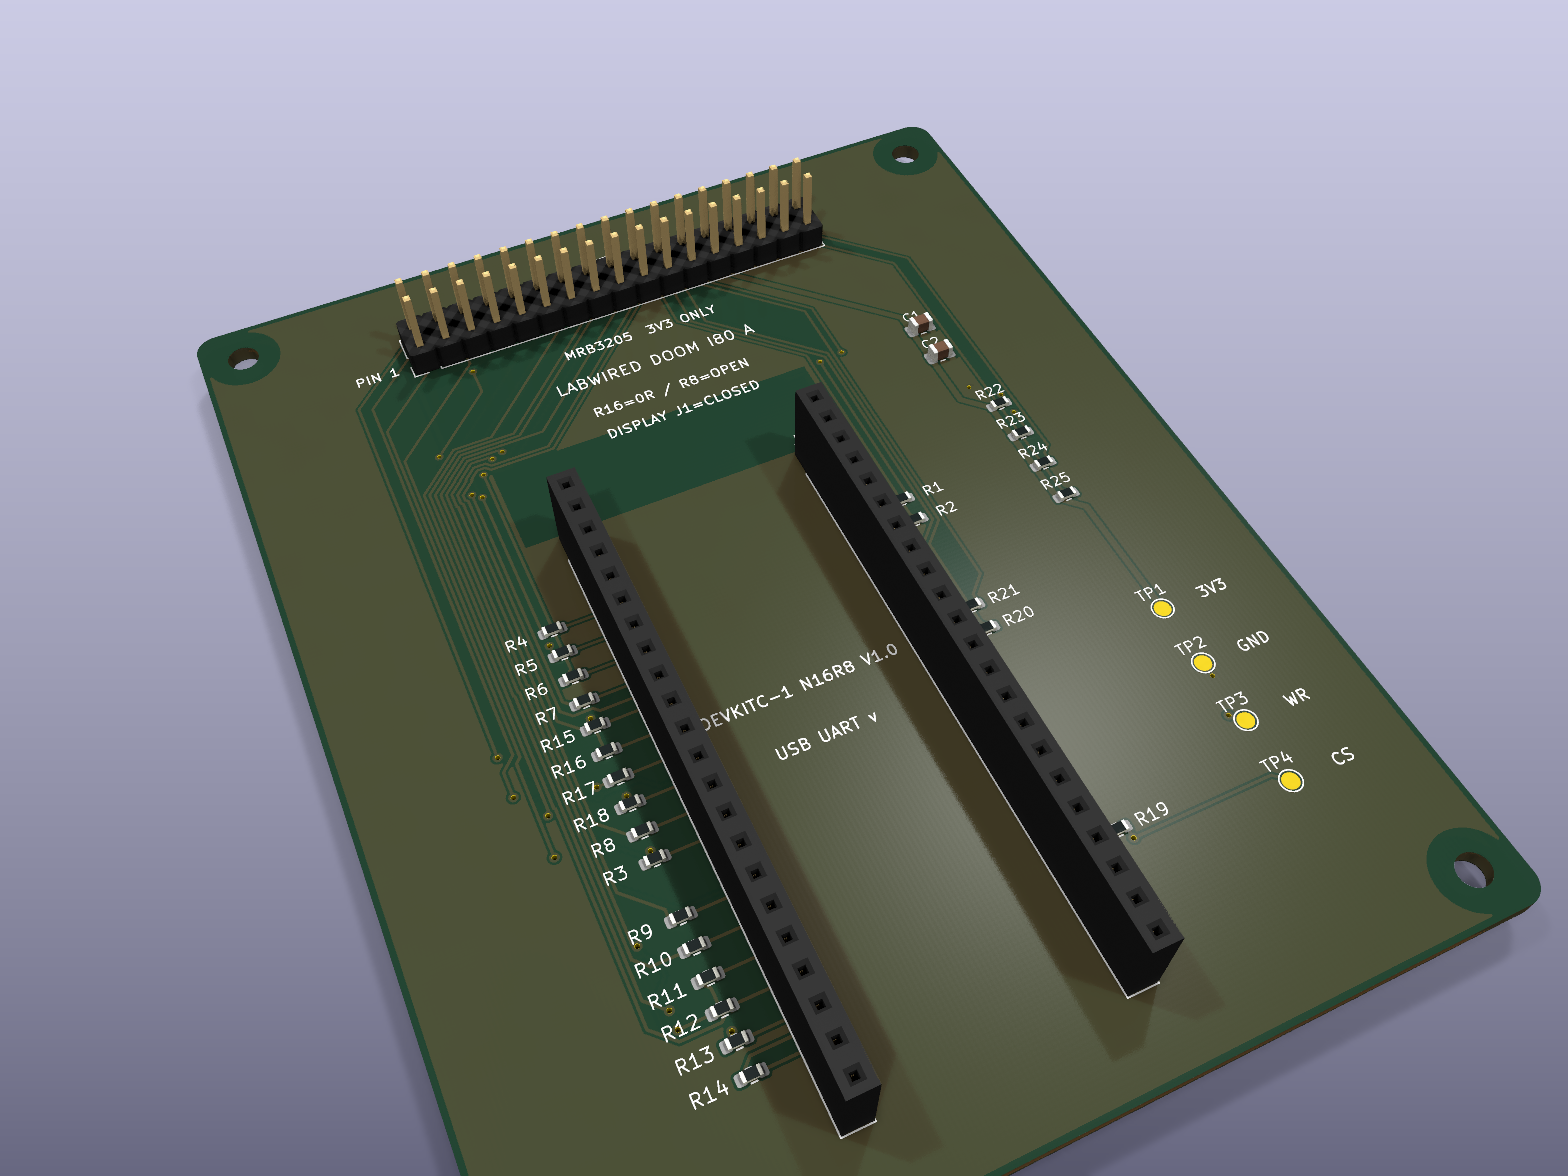 PIN 1
MRB3205 3V3 ONLY
LABWIRED DOOM I80 A
R16=0R / R8=OPEN
DISPLAY J1=CLOSED
C1
C2
R22
R23
R24
R25
R1
R2
R21
R20
TP1 3V3
TP2 GND
TP3 WR
TP4 CS
R19
R4
R5
R6
R7
R15
R16
R17
R18
R8
R3
R9
R10
R11
R12
R13
R14
DEVKITC-1 N16R8 V1.0
USB UART v